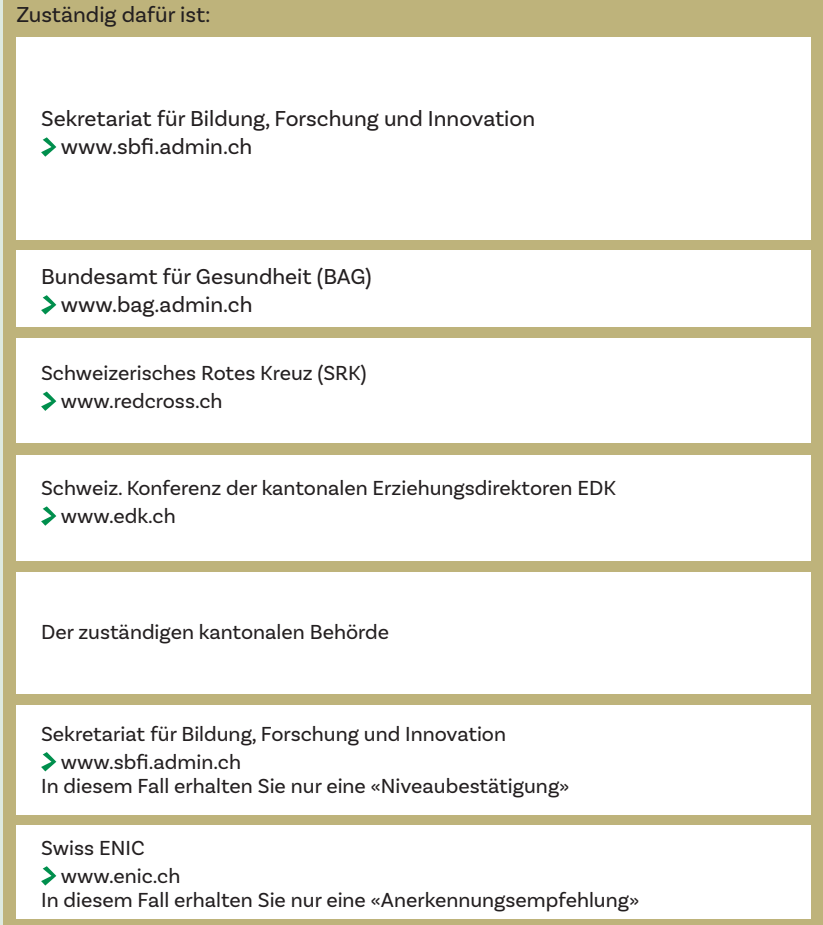 Zuständig dafür ist:
Sekretariat für Bildung, Forschung und Innovation
www.sbfi.admin.ch
Bundesamt für Gesundheit (BAG)
www.bag.admin.ch
Schweizerisches Rotes Kreuz (SRK)
www.redcross.ch
Schweiz. Konferenz der kantonalen Erziehungsdirektoren EDK
www.edk.ch
Der zuständigen kantonalen Behörde
Sekretariat für Bildung, Forschung und Innovation
www.sbfi.admin.ch
In diesem Fall erhalten Sie nur eine «Niveaubestätigung»
Swiss ENIC
www.enic.ch
In diesem Fall erhalten Sie nur eine «Anerkennungsempfehlung»